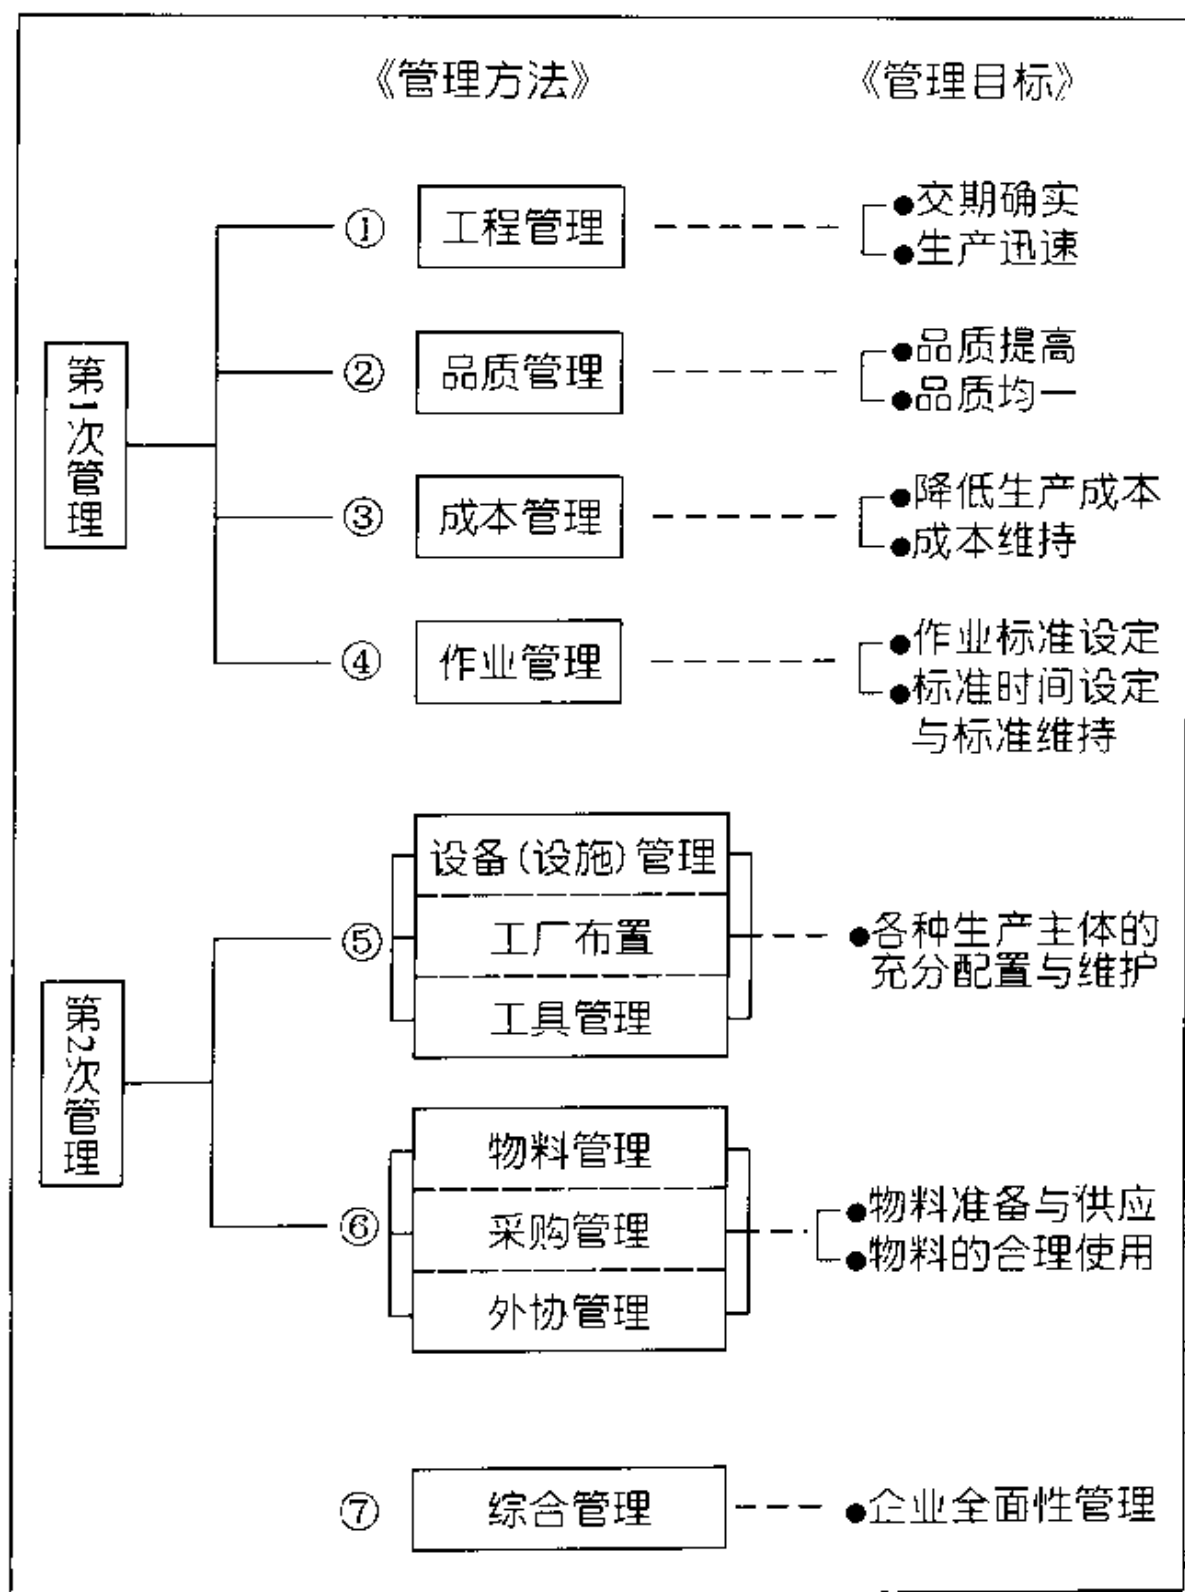 《管理方法》 《管理目标》
第1次管理
① 工程管理
●交期确实
●生产迅速
② 品质管理
●品质提高
●品质均一
③ 成本管理
●降低生产成本
●成本维持
④ 作业管理
●作业标准设定
●标准时间设定
与标准维持
第2次管理
⑤
设备(设施)管理
工厂布置
工具管理
●各种生产主体的
充分配置与维护
⑥
物料管理
采购管理
外协管理
●物料准备与供应
●物料的合理使用
⑦ 综合管理
●企业全面性管理